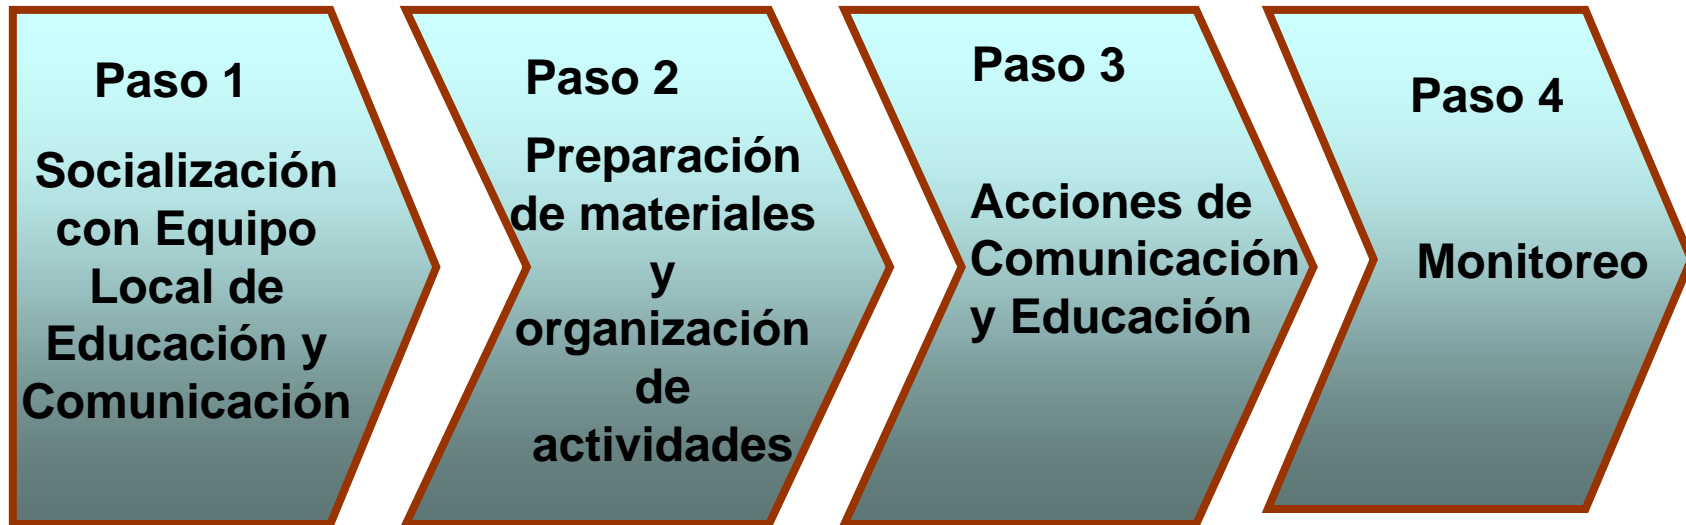 Paso 1
Socialización
con Equipo
Local de
Educación y
Comunicación
Paso 2
Preparación
de materiales
y
organización
de
actividades
Paso 3
Acciones de
Comunicación
y Educación
Paso 4
Monitoreo